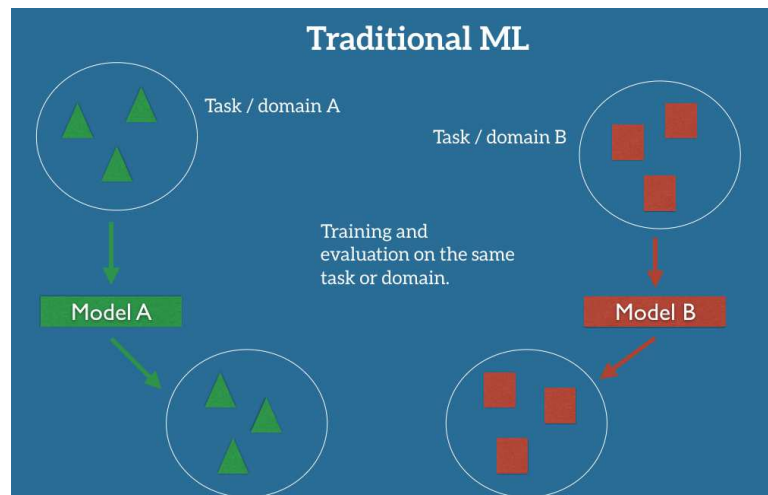 Traditional ML
Task / domain A
Task / domain B
Training and
evaluation on the same
task or domain.
Model A
Model B